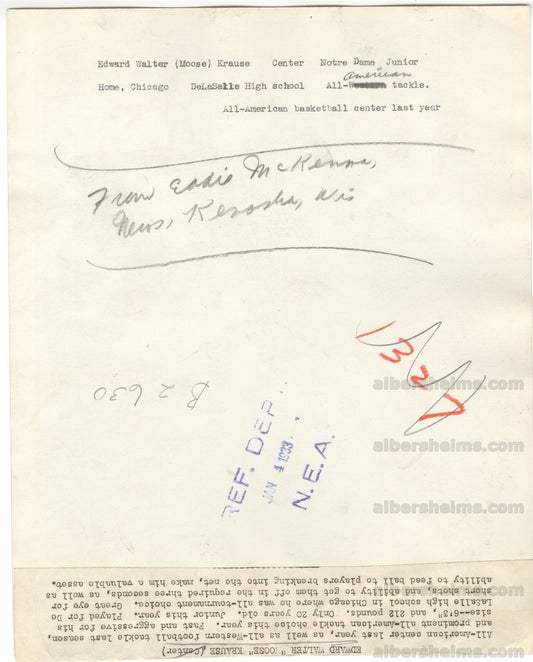 Edward Walter (Moose) Krause Center Notre Dame Junior
american
Home, Chicago DeLaSalle High school All-Western tackle.
All-American basketball center last year
From Eddie McKenna,
News, Kenosha, Wis
1327
B2630
REF. DEP
JAN 4 1933
N.E.A.
albersheims.com
albersheims.com
albersheims.com
albersheims.com
albersheims.com
EDWARD WALTER "OOSE" KRAUSE (Center)
All-American center last year, as well as all-Western football tackle last season,
and prominent all-American tackle choice this year. Fast and aggressive for his
size--6'3", and 212 pounds. Only 20 years old. Junior this year. Played for De
LaSalle high school in Chicago where he was all-tournament choice. Great eye for
short shots, and ability to get them off in the required three seconds, as well as
ability to feed ball to players breaking into the net, make him a valuable asset.